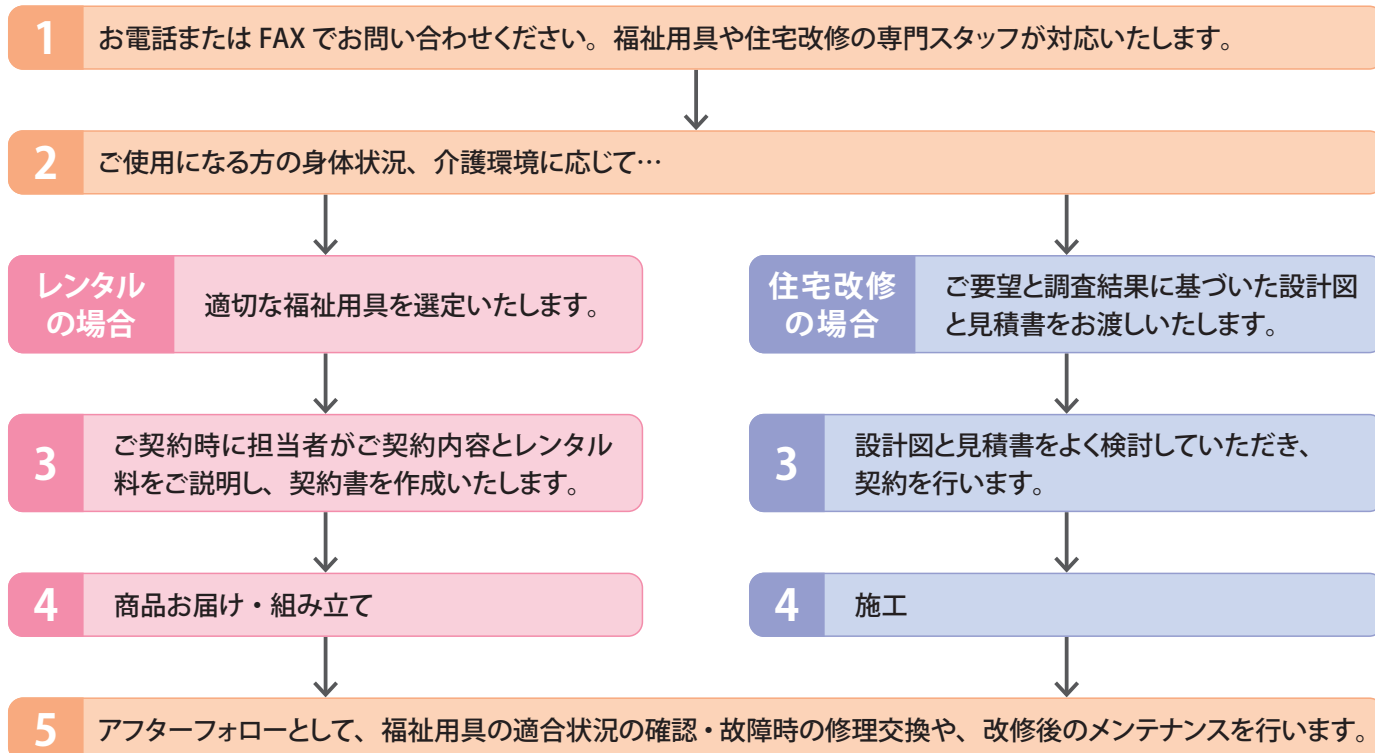 1 お電話または FAX でお問い合わせください。福祉用具や住宅改修の専門スタッフが対応いたします。
2 ご使用になる方の身体状況、介護環境に応じて…
レンタル
の場合
適切な福祉用具を選定いたします。
住宅改修
の場合
ご要望と調査結果に基づいた設計図
と見積書をお渡しいたします。
3
ご契約時に担当者がご契約内容とレンタル
料をご説明し、契約書を作成いたします。
3
設計図と見積書をよく検討していただき、
契約を行います。
4 商品お届け・組み立て
4 施工
5 アフターフォローとして、福祉用具の適合状況の確認・故障時の修理交換や、改修後のメンテナンスを行います。